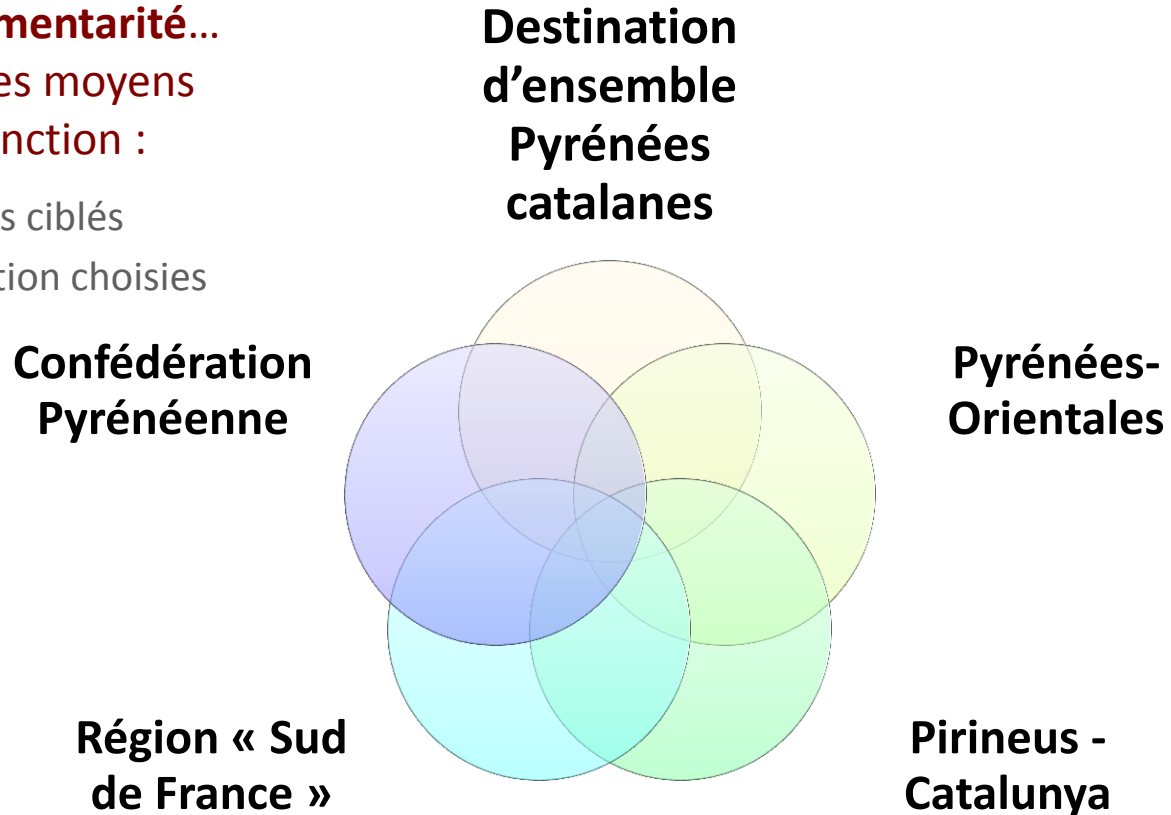 mentarité…
es moyens
nction :
s ciblés
tion choisies
Destination
d’ensemble
Pyrénées
catalanes
Confédération
Pyrénéenne
Pyrénées-
Orientales
Région « Sud
de France »
Pirineus -
Catalunya